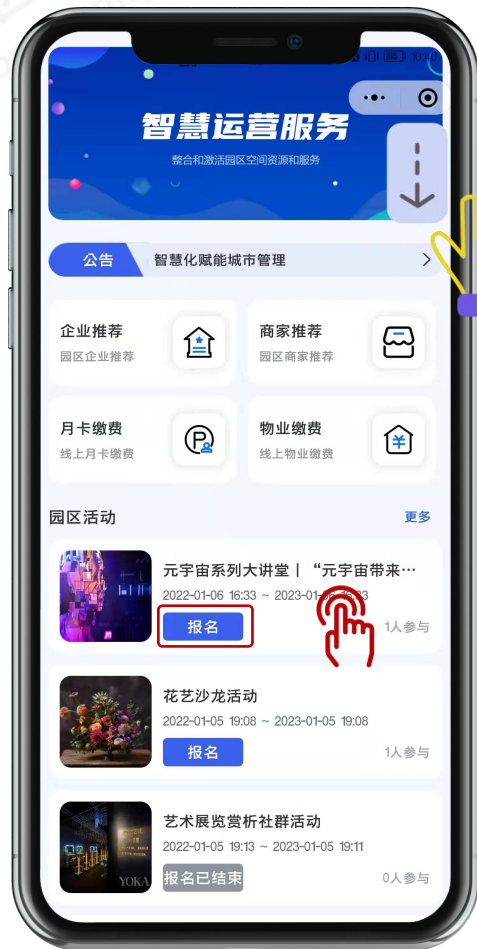 10:40
智慧运营服务
整合和激活园区空间资源和服务
公告 智慧化赋能城市管理
企业推荐
园区企业推荐
商家推荐
园区商家推荐
月卡缴费
线上月卡缴费
物业缴费
线上物业缴费
园区活动 更多
元宇宙系列大讲堂丨“元宇宙带来…
2022-01-06 16:33 ~ 2023-01-06 16:33
报名 1人参与
花艺沙龙活动
2022-01-05 19:08 ~ 2023-01-05 19:08
报名 1人参与
艺术展览赏析社群活动
2022-01-05 19:13 ~ 2023-01-05 19:11
YOKA
报名已结束 0人参与